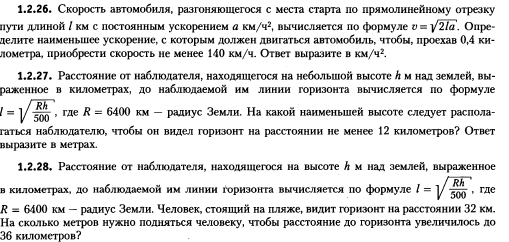 1.2.26. Скорость автомобиля, разгоняющегося с места старта по прямолинейному отрезку
пути длиной l км с постоянным ускорением a км/ч², вычисляется по формуле v = √2la. Опре-
делите наименьшее ускорение, с которым должен двигаться автомобиль, чтобы, проехав 0,4 ки-
лометра, приобрести скорость не менее 140 км/ч. Ответ выразите в км/ч².
1.2.27. Расстояние от наблюдателя, находящегося на небольшой высоте h м над землей, вы-
раженное в километрах, до наблюдаемой им линии горизонта вычисляется по формуле
l = √(Rh/500), где R = 6400 км — радиус Земли. На какой наименьшей высоте следует распола-
гаться наблюдателю, чтобы он видел горизонт на расстоянии не менее 12 километров? Ответ
выразите в метрах.
1.2.28. Расстояние от наблюдателя, находящегося на высоте h м над землей, выраженное
в километрах, до наблюдаемой им линии горизонта вычисляется по формуле l = √(Rh/500), где
R = 6400 км — радиус Земли. Человек, стоящий на пляже, видит горизонт на расстоянии 32 км.
На сколько метров нужно подняться человеку, чтобы расстояние до горизонта увеличилось до
36 километров?